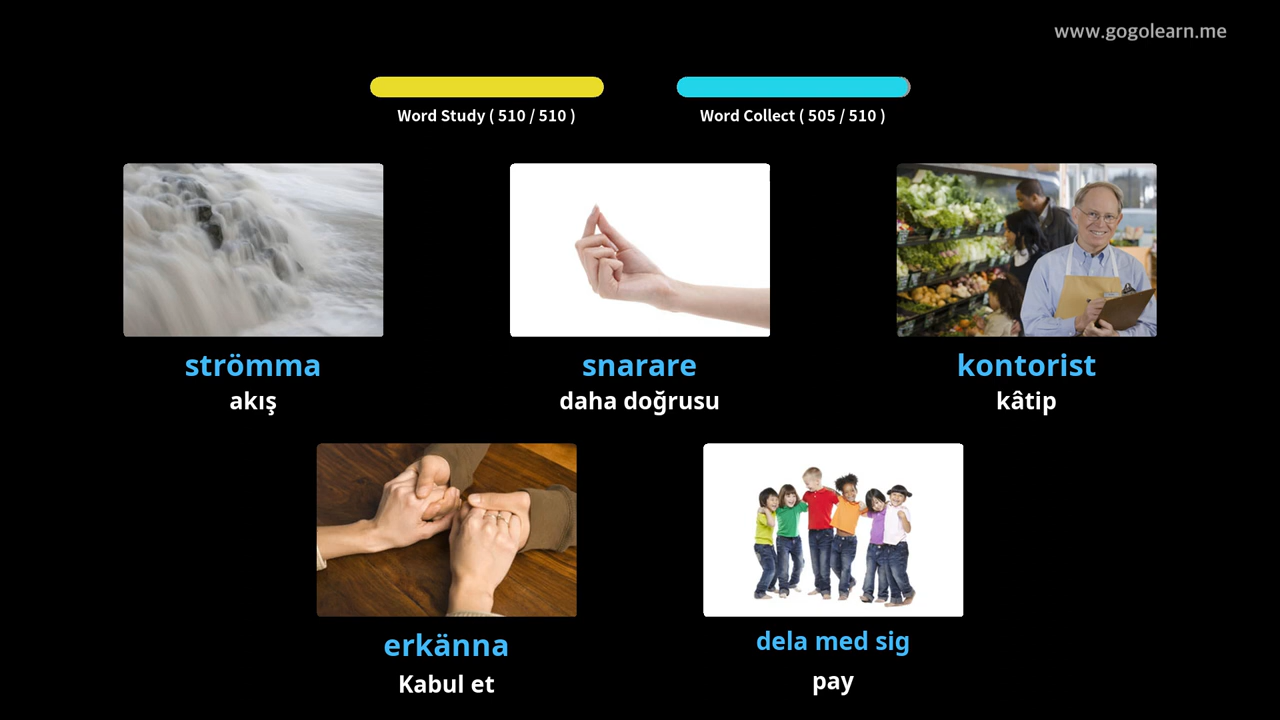 www.gogolearn.me
Word Study ( 510 / 510 )
Word Collect ( 505 / 510 )
strömma
akış
snarare
daha doğrusu
kontorist
kâtip
erkänna
Kabul et
dela med sig
pay